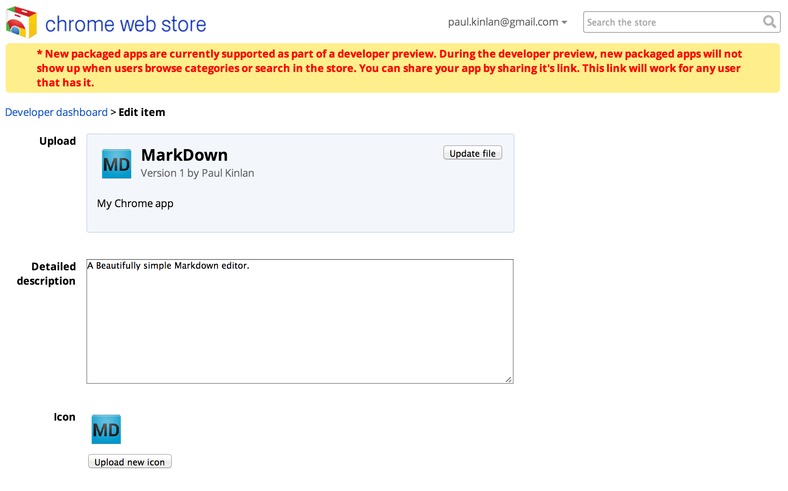 chrome web store
paul.kinlan@gmail.com
Search the store
* New packaged apps are currently supported as part of a developer preview. During the developer preview, new packaged apps will not
show up when users browse categories or search in the store. You can share your app by sharing it's link. This link will work for any user
that has it.
Developer dashboard > Edit item
Upload
MD
MarkDown
Update file
Version 1 by Paul Kinlan
My Chrome app
Detailed
description
A Beautifully simple Markdown editor.
Icon
MD
Upload new icon